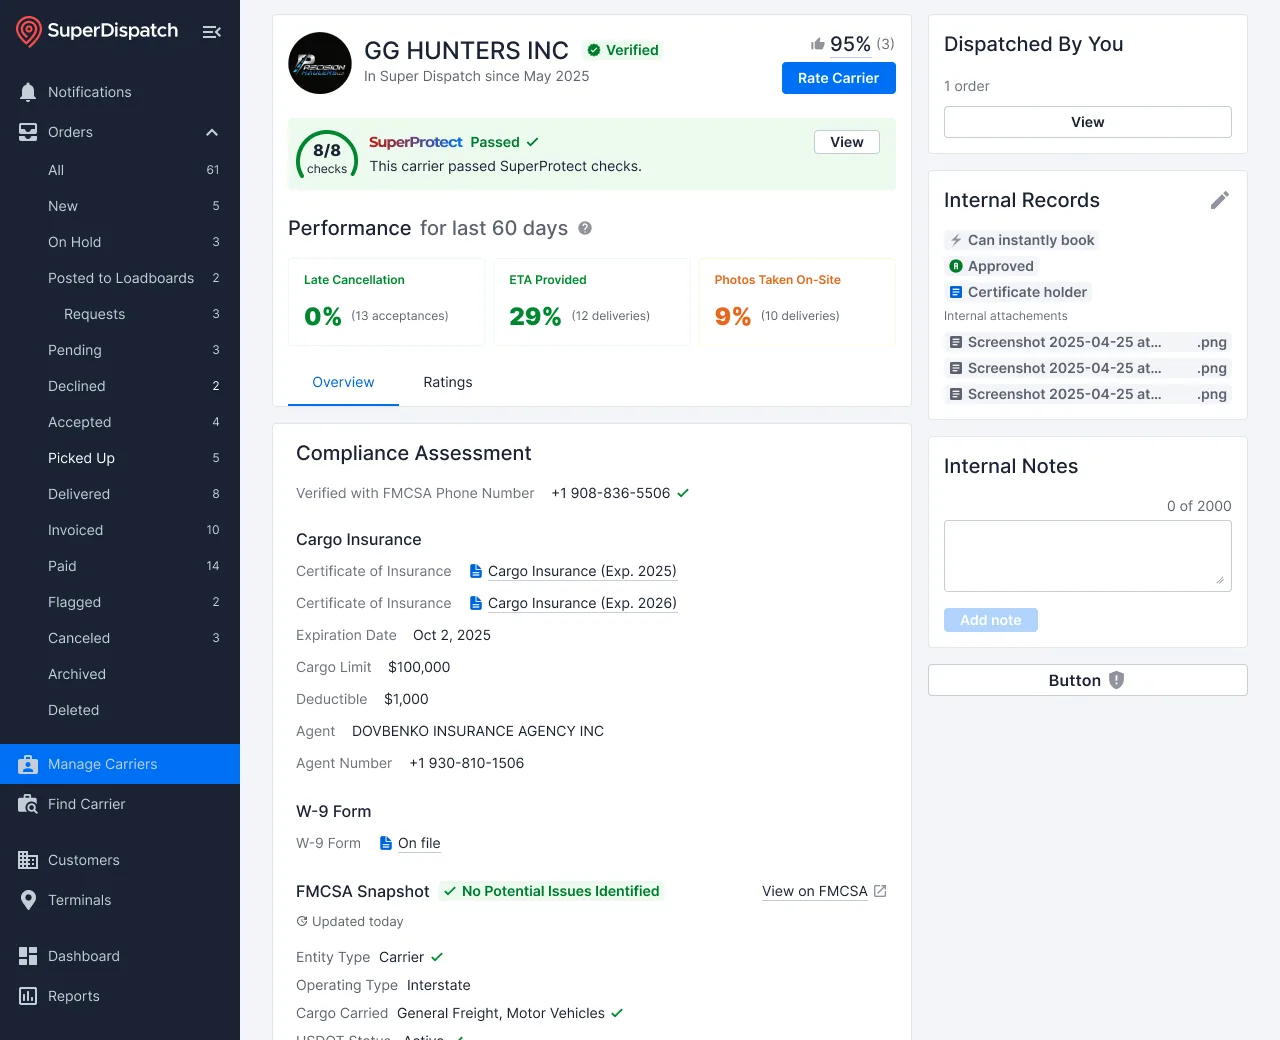 SuperDispatch
Notifications
Orders
All 61
New 5
On Hold 3
Posted to Loadboards 2
Requests 3
Pending 3
Declined 2
Accepted 4
Picked Up 5
Delivered 8
Invoiced 10
Paid 14
Flagged 2
Canceled 3
Archived
Deleted
Manage Carriers
Find Carrier
Customers
Terminals
Dashboard
Reports
PRECISION
HAULERS
GG HUNTERS INC Verified
In Super Dispatch since May 2025
95% (3)
Rate Carrier
8/8
checks
SuperProtect Passed
This carrier passed SuperProtect checks.
View
Performance for last 60 days
Late Cancellation
0% (13 acceptances)
ETA Provided
29% (12 deliveries)
Photos Taken On-Site
9% (10 deliveries)
Overview Ratings
Compliance Assessment
Verified with FMCSA Phone Number +1 908-836-5506
Cargo Insurance
Certificate of Insurance Cargo Insurance (Exp. 2025)
Certificate of Insurance Cargo Insurance (Exp. 2026)
Expiration Date Oct 2, 2025
Cargo Limit $100,000
Deductible $1,000
Agent DOVBENKO INSURANCE AGENCY INC
Agent Number +1 930-810-1506
W-9 Form
W-9 Form On file
FMCSA Snapshot No Potential Issues Identified View on FMCSA
Updated today
Entity Type Carrier
Operating Type Interstate
Cargo Carried General Freight, Motor Vehicles
USDOT Status Active
Dispatched By You
1 order
View
Internal Records
Can instantly book
Approved
Certificate holder
Internal attachements
Screenshot 2025-04-25 at... .png
Screenshot 2025-04-25 at... .png
Screenshot 2025-04-25 at... .png
Internal Notes
0 of 2000
Add note
Button